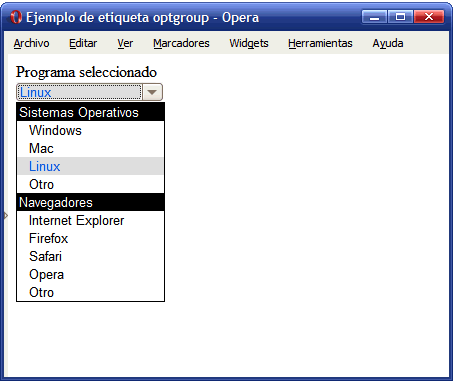 Ejemplo de etiqueta optgroup - Opera
Archivo Editar Ver Marcadores Widgets Herramientas Ayuda
Programa seleccionado
Linux
Sistemas Operativos
Windows
Mac
Linux
Otro
Navegadores
Internet Explorer
Firefox
Safari
Opera
Otro